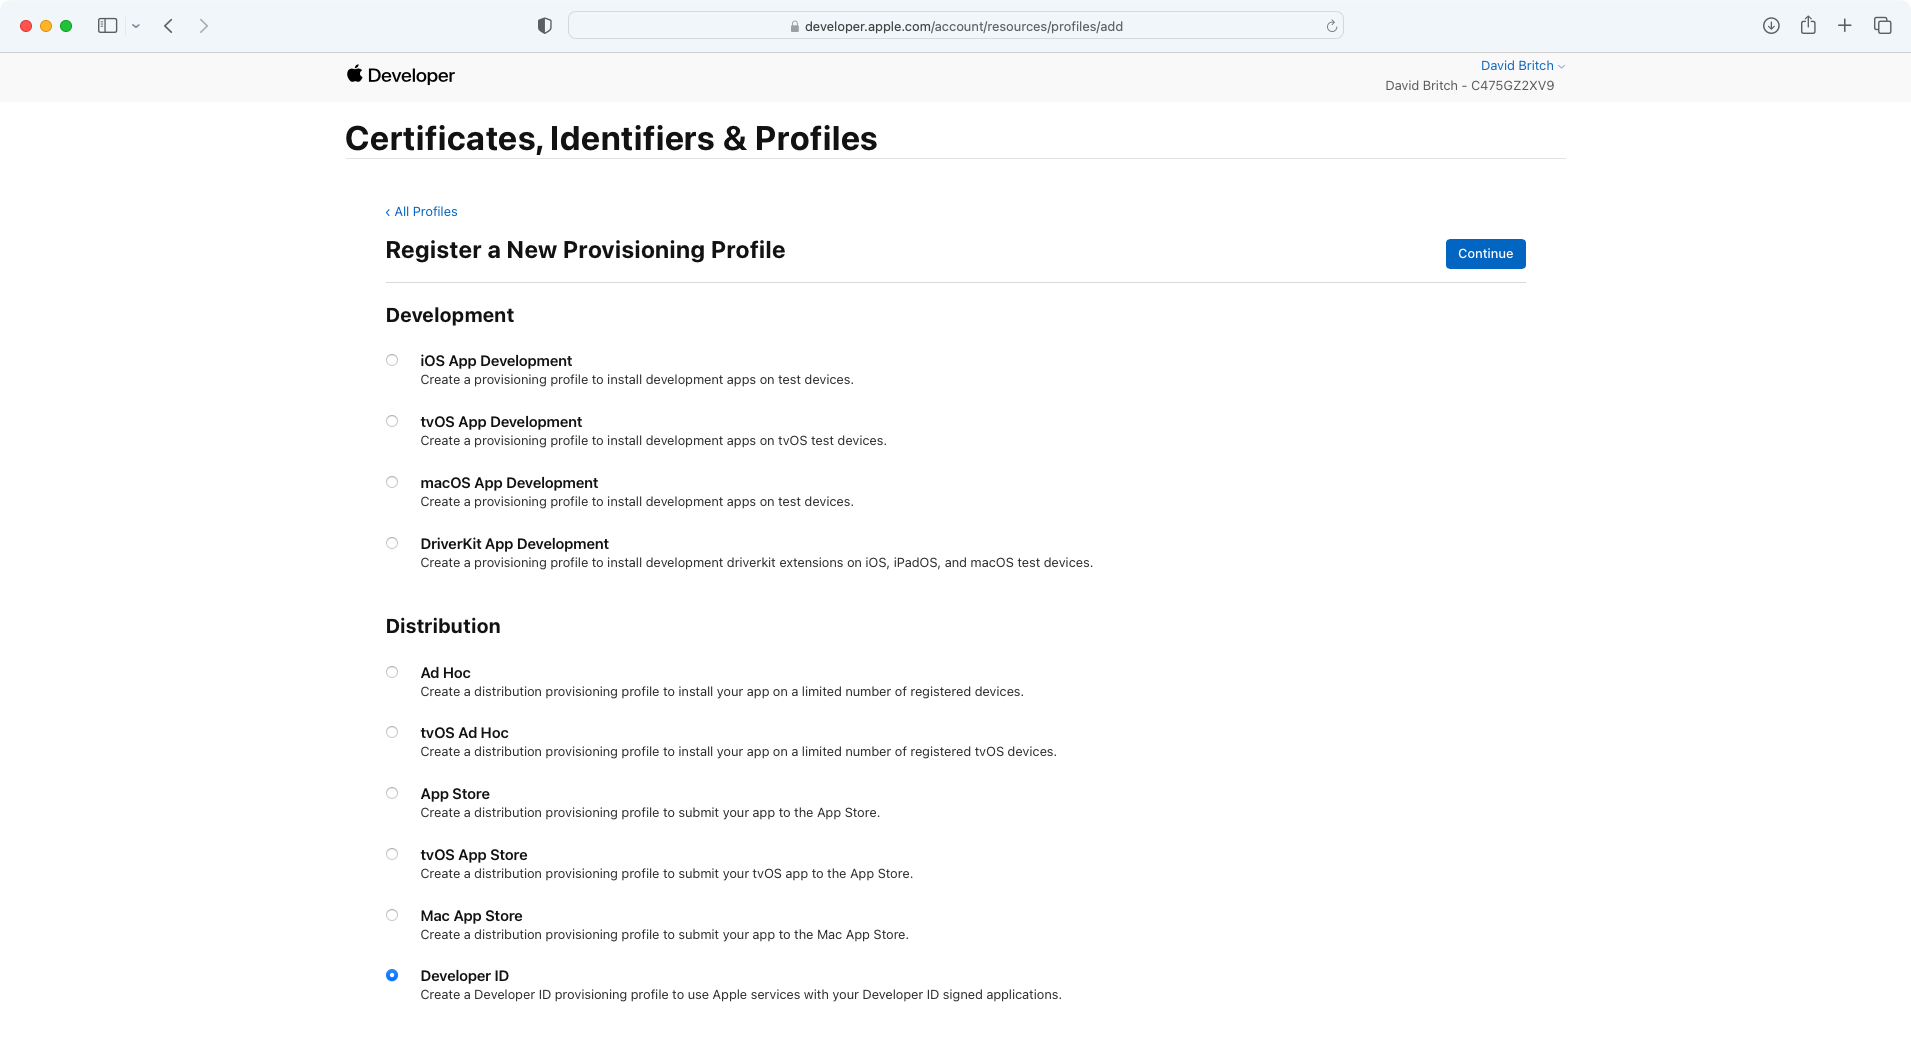 developer.apple.com/account/resources/profiles/add
Developer
David Britch
David Britch - C475GZ2XV9
Certificates, Identifiers & Profiles
‹ All Profiles
Register a New Provisioning Profile
Continue
Development
iOS App Development
Create a provisioning profile to install development apps on test devices.
tvOS App Development
Create a provisioning profile to install development apps on tvOS test devices.
macOS App Development
Create a provisioning profile to install development apps on test devices.
DriverKit App Development
Create a provisioning profile to install development driverkit extensions on iOS, iPadOS, and macOS test devices.
Distribution
Ad Hoc
Create a distribution provisioning profile to install your app on a limited number of registered devices.
tvOS Ad Hoc
Create a distribution provisioning profile to install your app on a limited number of registered tvOS devices.
App Store
Create a distribution provisioning profile to submit your app to the App Store.
tvOS App Store
Create a distribution provisioning profile to submit your tvOS app to the App Store.
Mac App Store
Create a distribution provisioning profile to submit your app to the Mac App Store.
Developer ID
Create a Developer ID provisioning profile to use Apple services with your Developer ID signed applications.